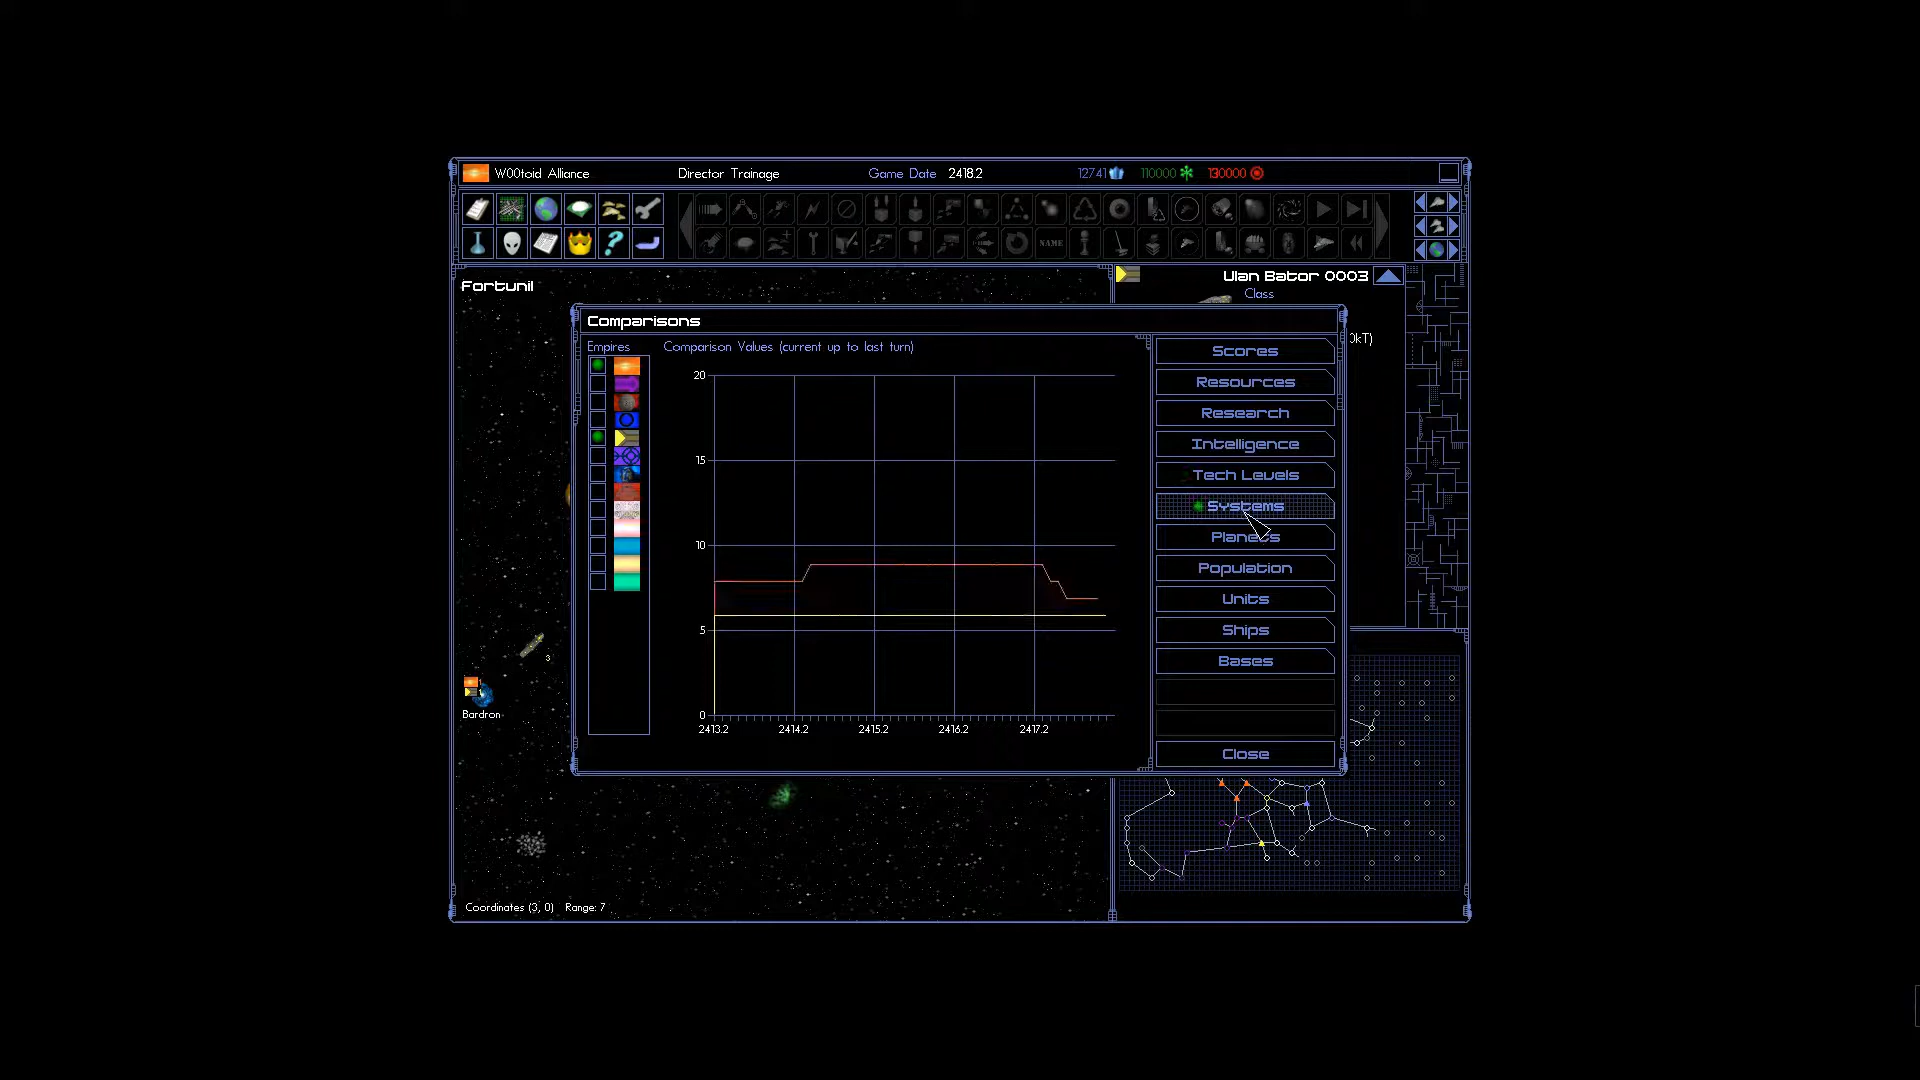 W00toid Alliance
Director Trainage
Game Date 2418.2
12741
110000
130000
NAME
Fortunil
Ulan Bator 0003
Class
0kT)
Comparisons
Empires
Comparison Values (current up to last turn)
20
15
10
5
0
2413.2
2414.2
2415.2
2416.2
2417.2
Scores
Resources
Research
Intelligence
Tech Levels
Systems
Planets
Population
Units
Ships
Bases
Close
3
Bardron
Coordinates (3, 0) Range: 7